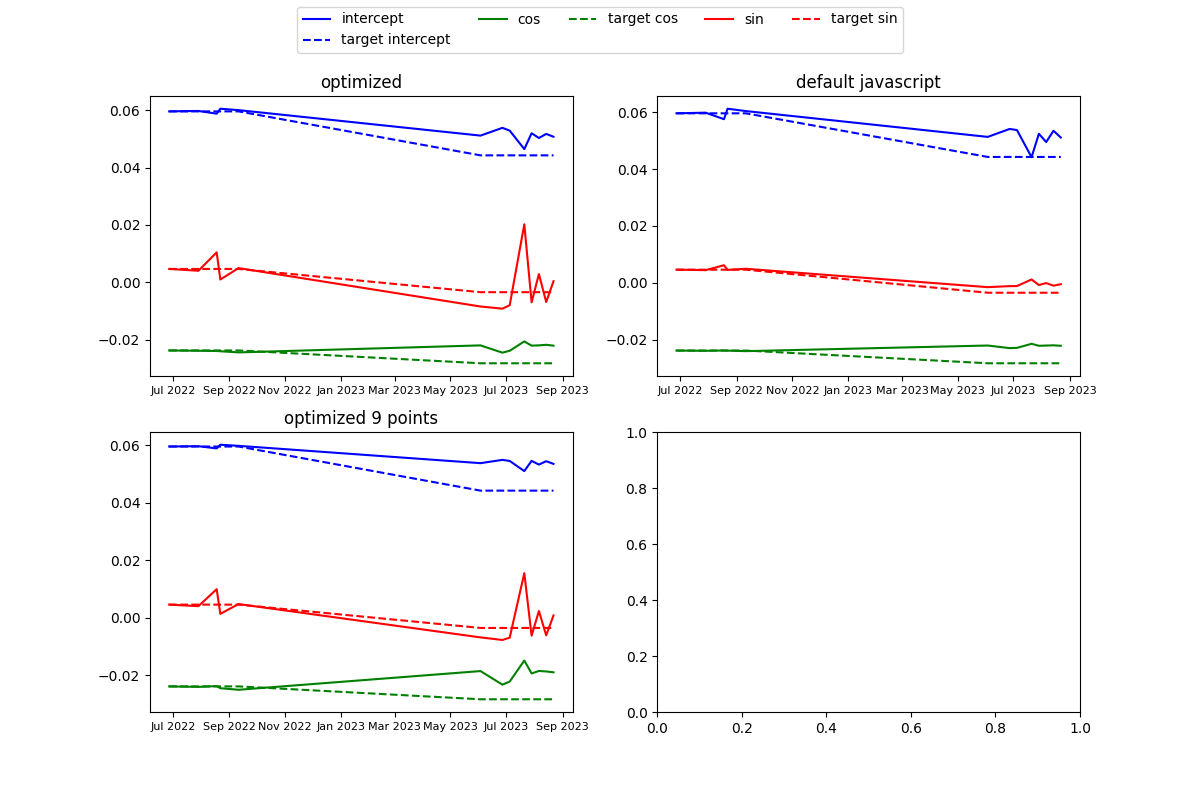 intercept cos target cos sin target sin
target intercept
optimized
0.06
0.04
0.02
0.00
−0.02
Jul 2022 Sep 2022 Nov 2022 Jan 2023 Mar 2023 May 2023 Jul 2023 Sep 2023
default javascript
0.06
0.04
0.02
0.00
−0.02
Jul 2022 Sep 2022 Nov 2022 Jan 2023 Mar 2023 May 2023 Jul 2023 Sep 2023
optimized 9 points
0.06
0.04
0.02
0.00
−0.02
Jul 2022 Sep 2022 Nov 2022 Jan 2023 Mar 2023 May 2023 Jul 2023 Sep 2023
1.0
0.8
0.6
0.4
0.2
0.0
0.0 0.2 0.4 0.6 0.8 1.0